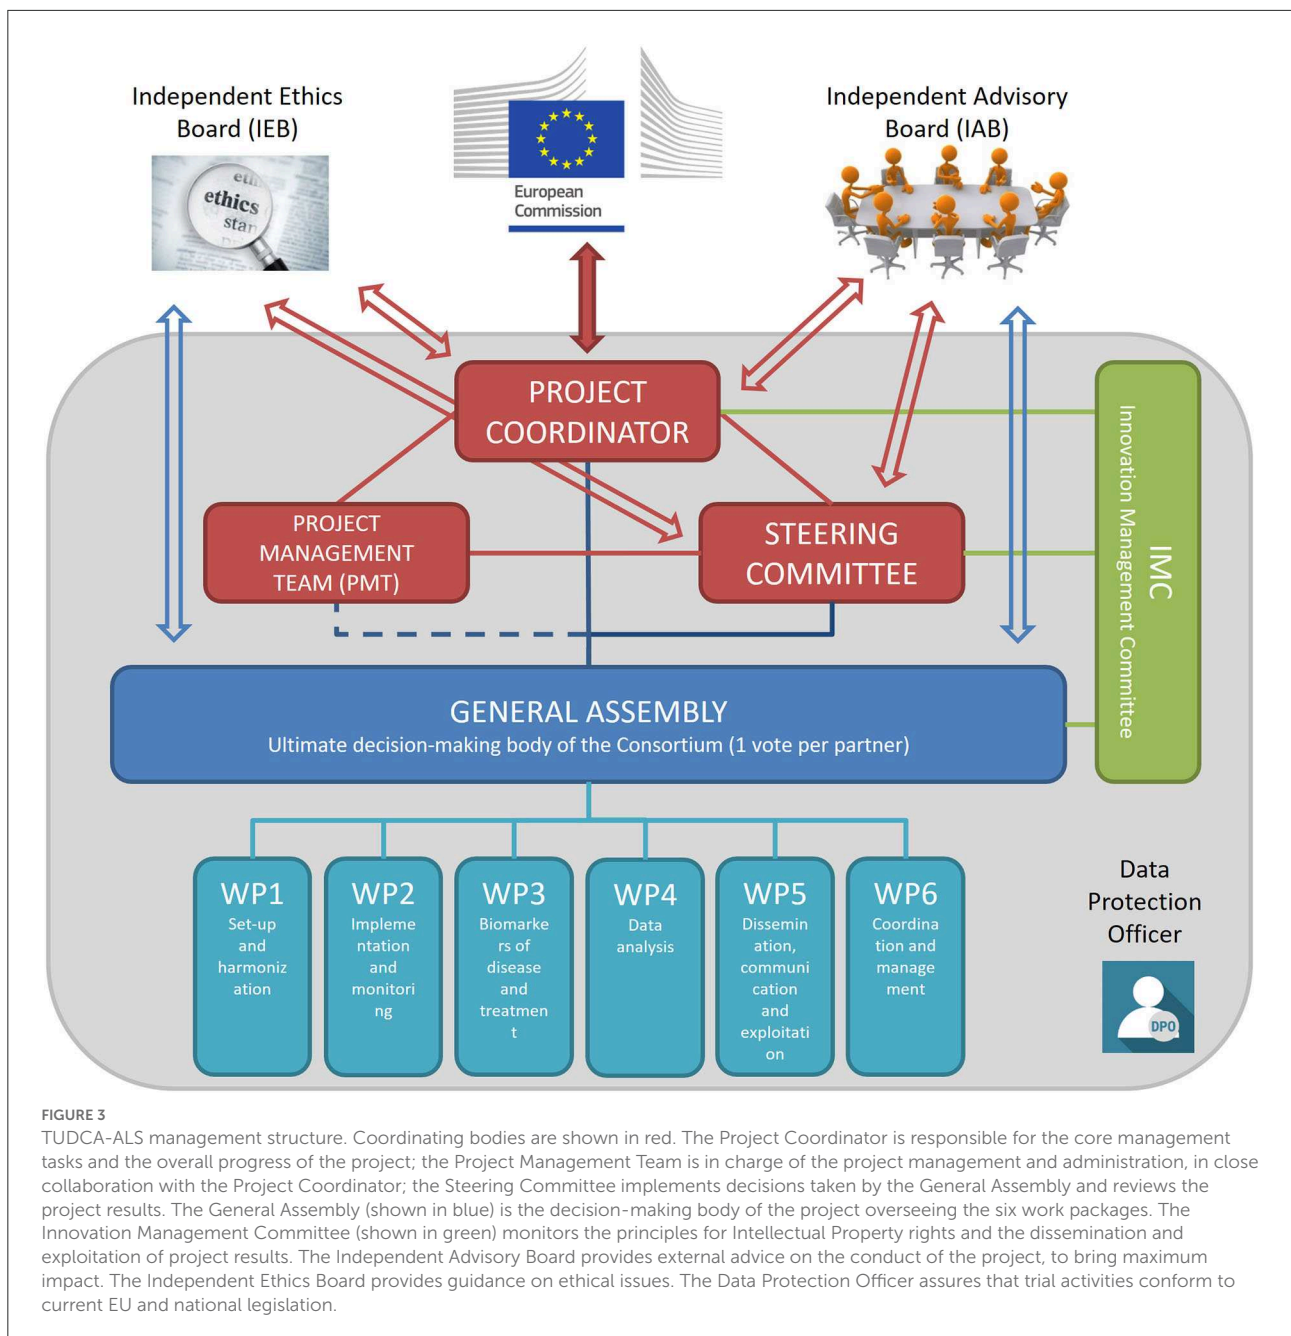 Independent Ethics
Board (IEB)
eth
ethics
stan
European
Commission
Independent Advisory
Board (IAB)
PROJECT
COORDINATOR
PROJECT
MANAGEMENT
TEAM (PMT)
STEERING
COMMITTEE
IMC
Innovation Management Committee
GENERAL ASSEMBLY
Ultimate decision-making body of the Consortium (1 vote per partner)
WP1
Set-up
and
harmoniz
ation
WP2
Impleme
ntation
and
monitori
ng
WP3
Biomarke
rs of
disease
and
treatmen
t
WP4
Data
analysis
WP5
Dissemin
ation,
communi
cation
and
exploitati
on
WP6
Coordina
tion and
manage
ment
Data
Protection
Officer
DPO
FIGURE 3
TUDCA-ALS management structure. Coordinating bodies are shown in red. The Project Coordinator is responsible for the core management
tasks and the overall progress of the project; the Project Management Team is in charge of the project management and administration, in close
collaboration with the Project Coordinator; the Steering Committee implements decisions taken by the General Assembly and reviews the
project results. The General Assembly (shown in blue) is the decision-making body of the project overseeing the six work packages. The
Innovation Management Committee (shown in green) monitors the principles for Intellectual Property rights and the dissemination and
exploitation of project results. The Independent Advisory Board provides external advice on the conduct of the project, to bring maximum
impact. The Independent Ethics Board provides guidance on ethical issues. The Data Protection Officer assures that trial activities conform to
current EU and national legislation.